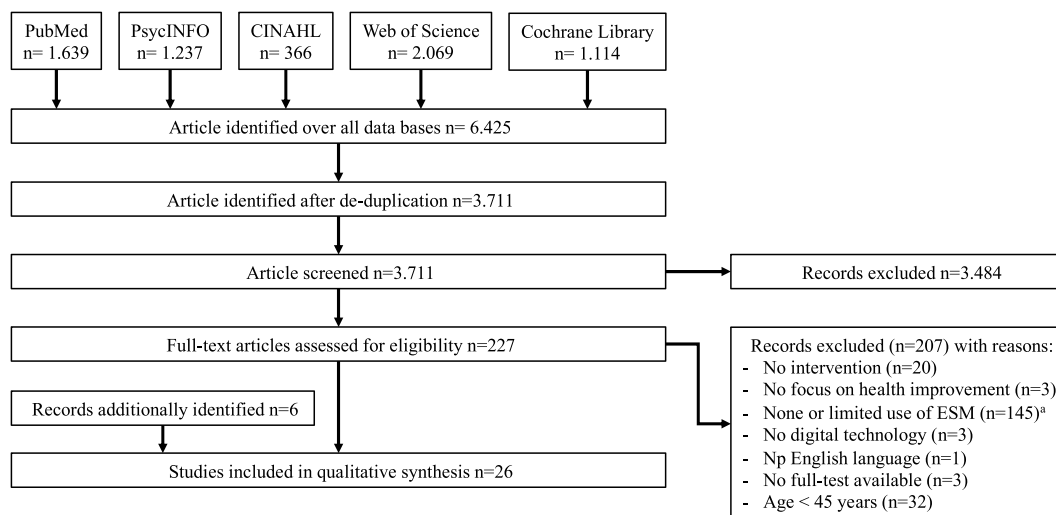 PubMed
n= 1.639
PsycINFO
n= 1.237
CINAHL
n= 366
Web of Science
n= 2.069
Cochrane Library
n= 1.114
Article identified over all data bases n= 6.425
Article identified after de-duplication n=3.711
Article screened n=3.711
Records excluded n=3.484
Full-text articles assessed for eligibility n=227
Records excluded (n=207) with reasons:
- No intervention (n=20)
- No focus on health improvement (n=3)
- None or limited use of ESM (n=145)ᵃ
- No digital technology (n=3)
- Np English language (n=1)
- No full-test available (n=3)
- Age < 45 years (n=32)
Records additionally identified n=6
Studies included in qualitative synthesis n=26